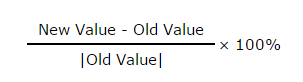 New Value - Old Value
|Old Value|
× 100%